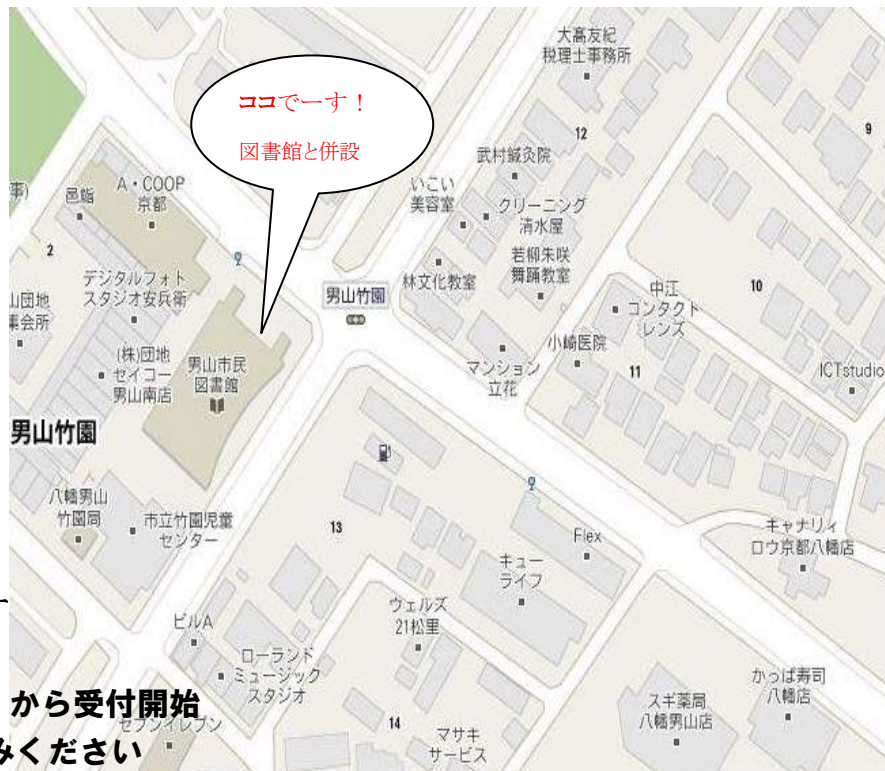 ココでーす！
図書館と併設
大高友紀
税理士事務所
12
9
武村鍼灸院
いこい
美容室
クリーニング
清水屋
若柳朱咲
舞踊教室
A・COOP
京都
邑鮨
事)
2
デジタルフォト
スタジオ安兵衛
男山竹園
林文化教室
中江
コンタクト
レンズ
10
山団地
集会所
(株)団地
セイコー
男山南店
男山市民
図書館
マンション
立花
小崎医院
11
ICTstudio
男山竹園
八幡男山
竹園局
市立竹園児童
センター
13
Flex
キュー
ライフ
キャナリィ
ロウ京都八幡店
ビルA
ウェルズ
21松里
ローランド
ミュージック
スタジオ
かっぱ寿司
八幡店
スギ薬局
八幡男山店
から受付開始
セブンイレブン
14
マサキ
サービス
みください